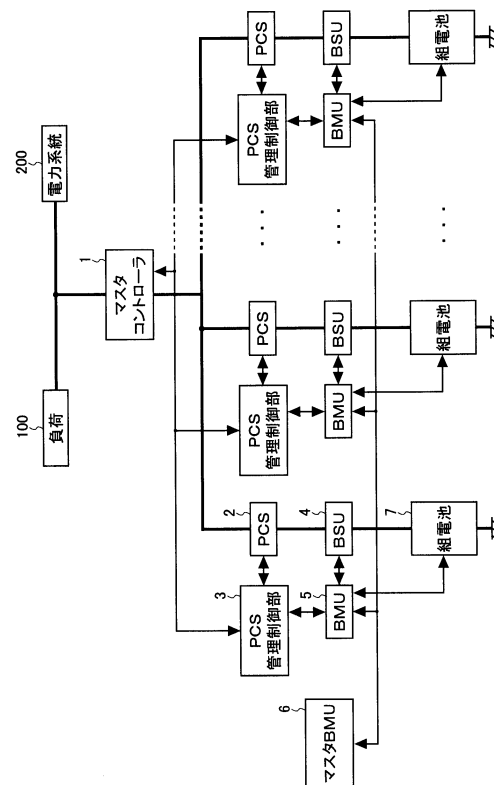 100
負荷
200
電力系統
1
マスタ
コントローラ
2
PCS
3
PCS
管理制御部
4
BSU
5
BMU
7
組電池
PCS
PCS
管理制御部
BSU
BMU
組電池
PCS
PCS
管理制御部
BSU
BMU
組電池
6
マスタBMU